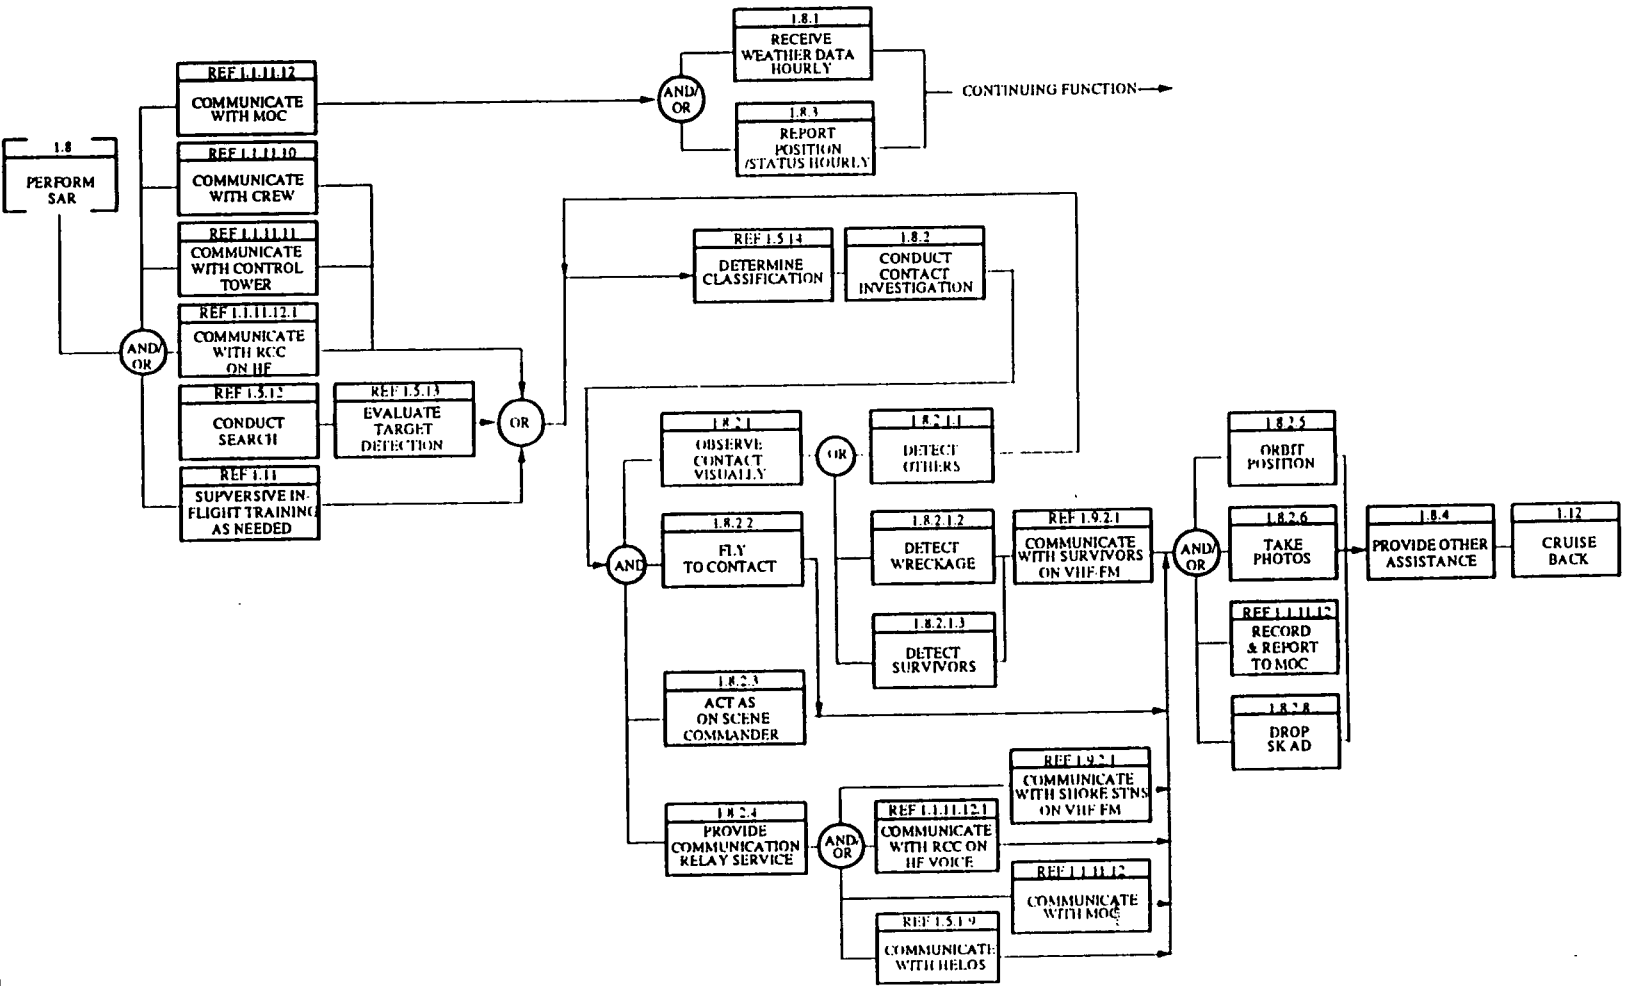 1.8
PERFORM
SAR
AND/
OR
REF 1.1.11.12
COMMUNICATE
WITH MOC
REF 1.1.11.10
COMMUNICATE
WITH CREW
REF 1.1.11.11
COMMUNICATE
WITH CONTROL
TOWER
REF 1.1.11.12.1
COMMUNICATE
WITH RCC
ON HF
REF 1.5.12
CONDUCT
SEARCH
REF 1.5.13
EVALUATE
TARGET
DETECTION
REF 1.11
SUPVERSIVE IN-
FLIGHT TRAINING
AS NEEDED
OR
AND/
OR
1.8.1
RECEIVE
WEATHER DATA
HOURLY
1.8.3
REPORT
POSITION
/STATUS HOURLY
CONTINUING FUNCTION
REF 1.5.14
DETERMINE
CLASSIFICATION
1.8.2
CONDUCT
CONTACT
INVESTIGATION
AND
1.8.2.1
OBSERVE
CONTACT
VISUALLY
OR
1.8.2.1.1
DETECT
OTHERS
1.8.2.2
FLY
TO CONTACT
1.8.2.1.2
DETECT
WRECKAGE
REF 1.9.2.1
COMMUNICATE
WITH SURVIVORS
ON VHF-FM
1.8.2.1.3
DETECT
SURVIVORS
1.8.2.3
ACT AS
ON SCENE
COMMANDER
1.8.2.4
PROVIDE
COMMUNICATION
RELAY SERVICE
AND/
OR
REF 1.9.2.1
COMMUNICATE
WITH SHORE STNS
ON VHF FM
REF 1.1.11.12.1
COMMUNICATE
WITH RCC ON
HF VOICE
REF 1.1.11.12
COMMUNICATE
WITH MOC
REF 1.5.1.9
COMMUNICATE
WITH HELOS
AND/
OR
1.8.2.5
ORBIT
POSITION
1.8.2.6
TAKE
PHOTOS
REF 1.1.11.12
RECORD
& REPORT
TO MOC
1.8.2.8
DROP
SKAD
1.8.4
PROVIDE OTHER
ASSISTANCE
1.12
CRUISE
BACK